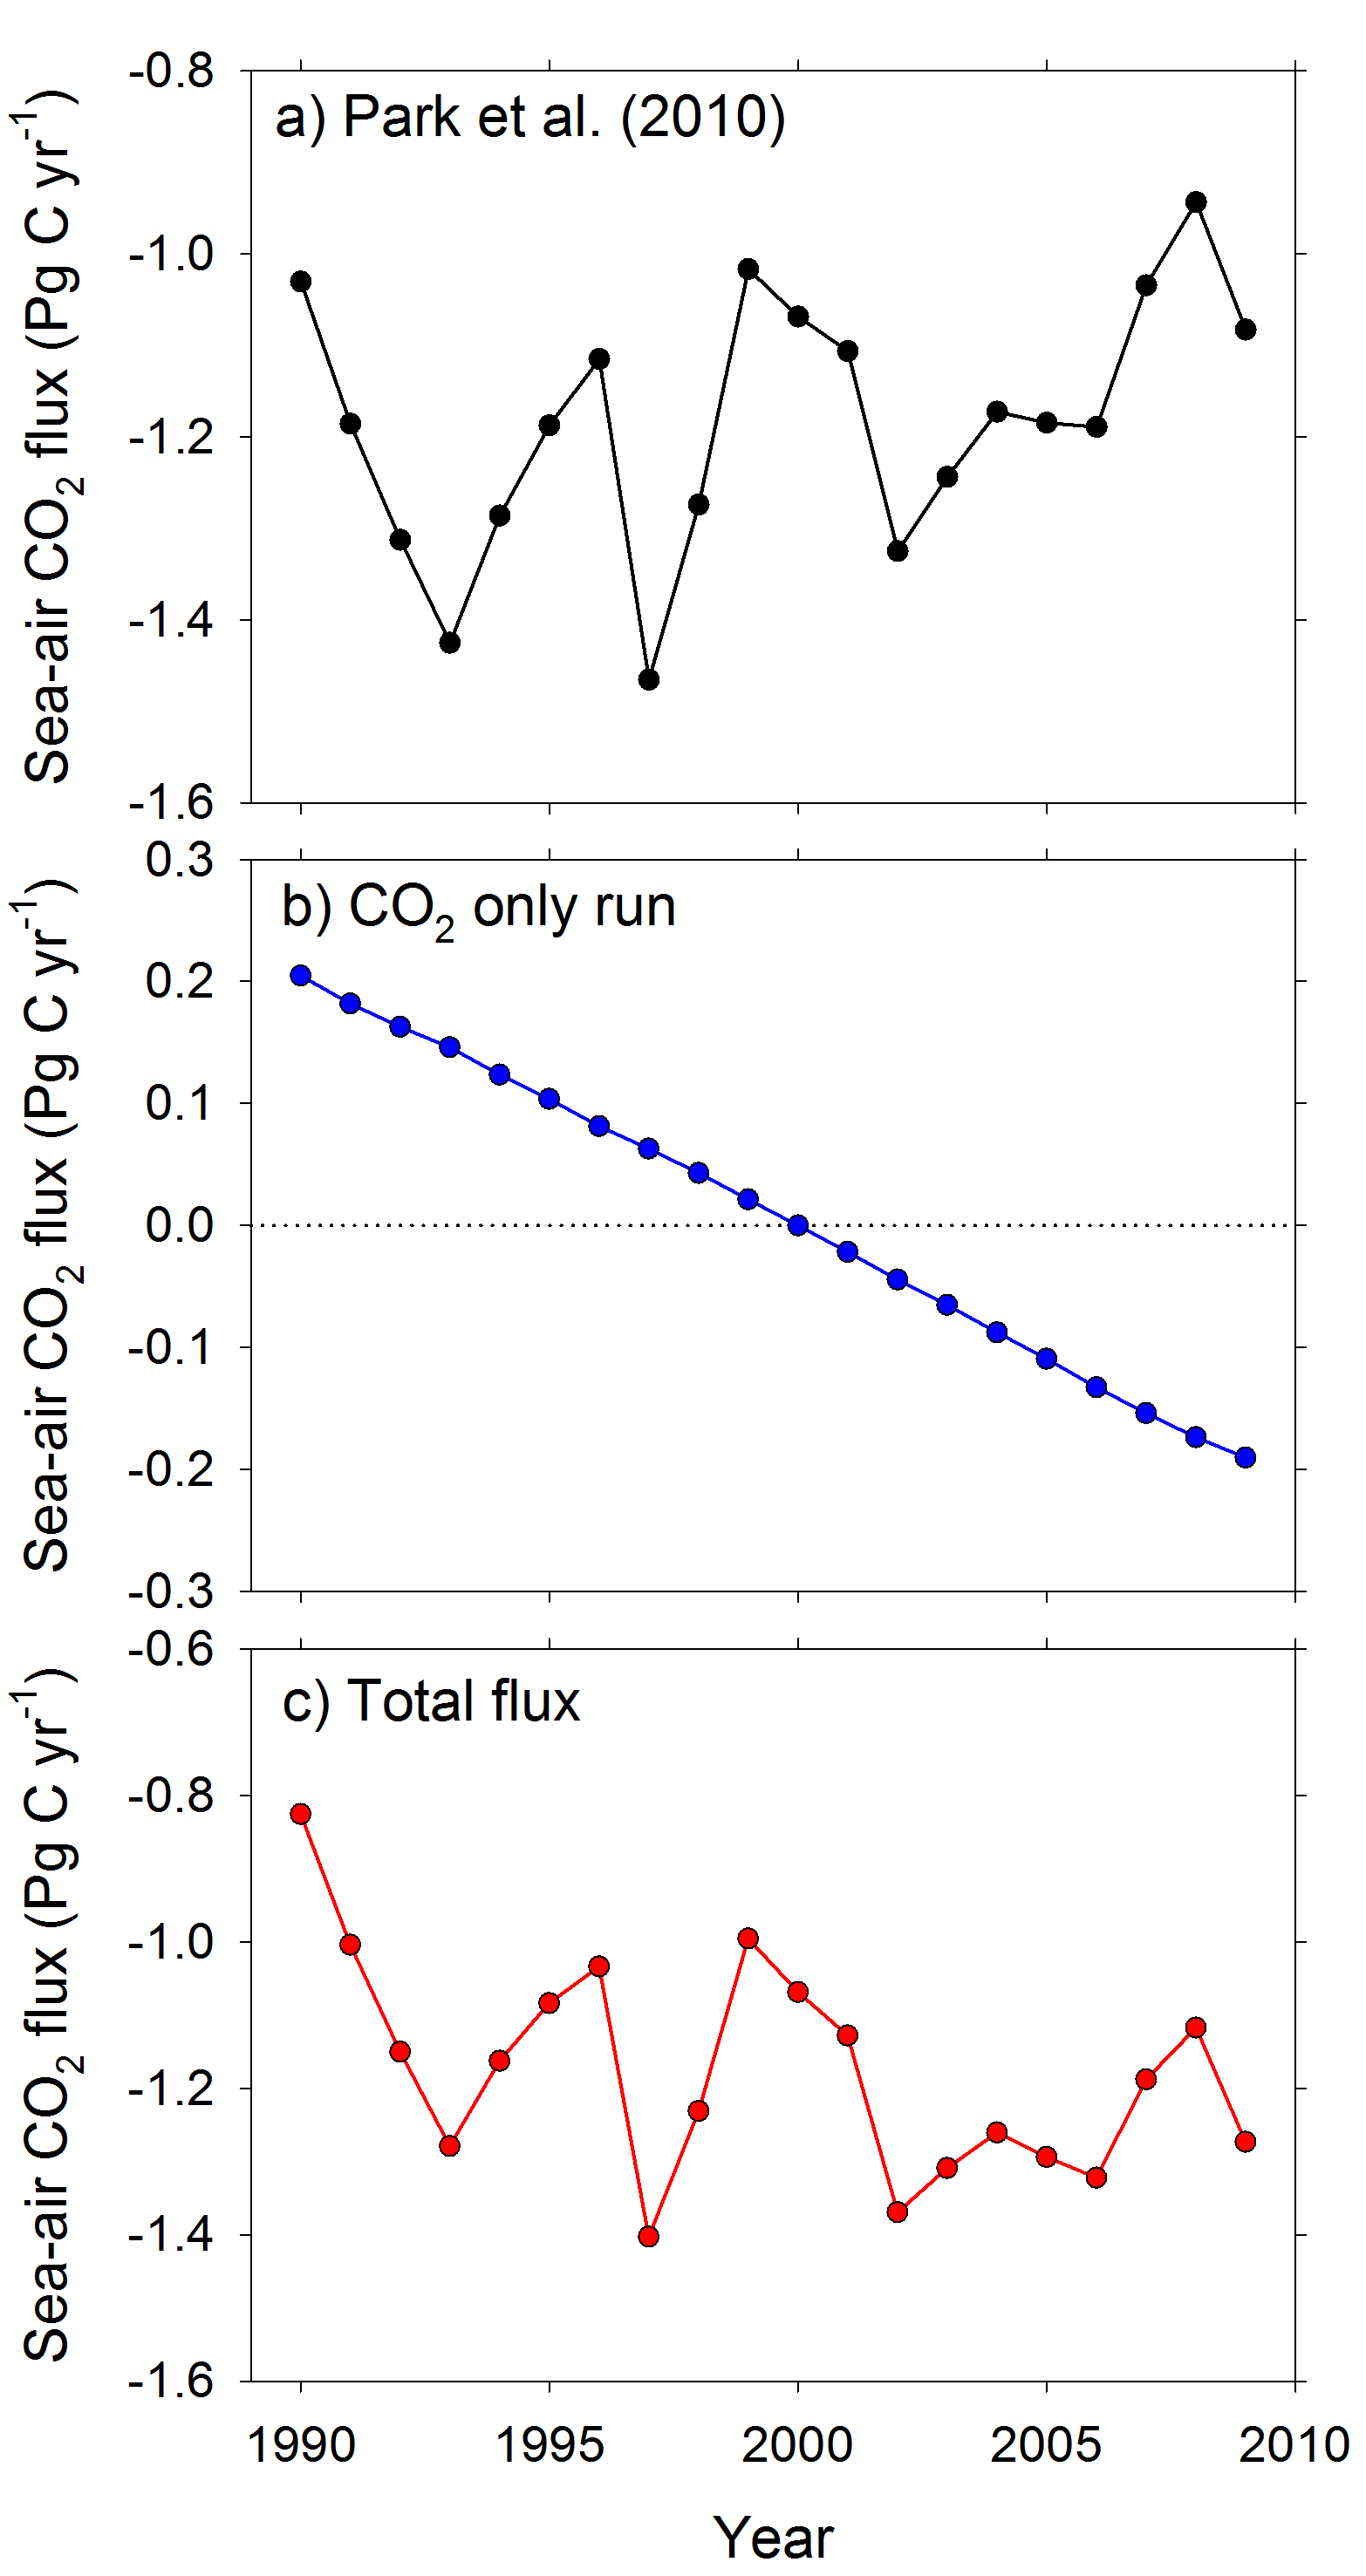 a) Park et al. (2010)
Sea-air CO₂ flux (Pg C yr⁻¹)
-0.8
-1.0
-1.2
-1.4
-1.6
b) CO₂ only run
Sea-air CO₂ flux (Pg C yr⁻¹)
0.3
0.2
0.1
0.0
-0.1
-0.2
-0.3
c) Total flux
Sea-air CO₂ flux (Pg C yr⁻¹)
-0.6
-0.8
-1.0
-1.2
-1.4
-1.6
1990 1995 2000 2005 2010
Year